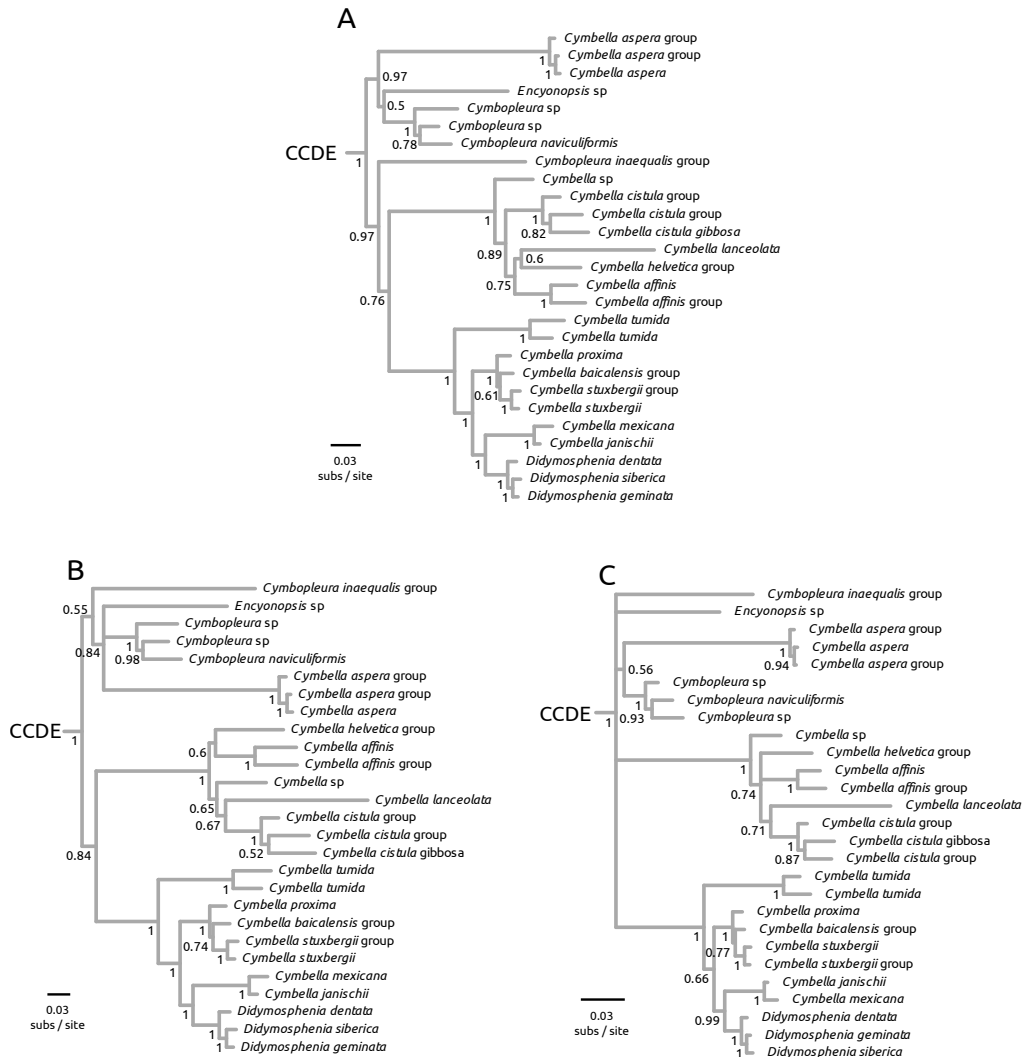 A
Cymbella aspera group
Cymbella aspera group
1
Cymbella aspera
1
0.97
Encyonopsis sp
0.5
Cymbopleura sp
Cymbopleura sp
1
Cymbopleura naviculiformis
0.78
CCDE
1
Cymbopleura inaequalis group
Cymbella sp
Cymbella cistula group
Cymbella cistula group
1
1
Cymbella cistula gibbosa
0.82
0.97
Cymbella lanceolata
0.89
0.6
Cymbella helvetica group
Cymbella affinis
0.75
Cymbella affinis group
1
0.76
Cymbella tumida
Cymbella tumida
1
Cymbella proxima
Cymbella baicalensis group
1
1
Cymbella stuxbergii group
0.61
Cymbella stuxbergii
1
1
Cymbella mexicana
Cymbella janischii
1
Didymosphenia dentata
1
Didymosphenia siberica
1
Didymosphenia geminata
1
0.03
subs / site
B
Cymbopleura inaequalis group
0.55
Encyonopsis sp
Cymbopleura sp
Cymbopleura sp
1
0.84
Cymbopleura naviculiformis
0.98
Cymbella aspera group
Cymbella aspera group
1
Cymbella aspera
1
CCDE
1
Cymbella helvetica group
0.6
Cymbella affinis
Cymbella affinis group
1
1
Cymbella sp
Cymbella lanceolata
0.65
Cymbella cistula group
0.67
Cymbella cistula group
1
Cymbella cistula gibbosa
0.52
0.84
Cymbella tumida
Cymbella tumida
1
Cymbella proxima
Cymbella baicalensis group
1
1
Cymbella stuxbergii group
0.74
Cymbella stuxbergii
1
1
Cymbella mexicana
Cymbella janischii
1
Didymosphenia dentata
1
Didymosphenia siberica
1
Didymosphenia geminata
1
0.03
subs / site
C
Cymbopleura inaequalis group
Encyonopsis sp
Cymbella aspera group
Cymbella aspera
1
Cymbella aspera group
0.94
0.56
Cymbopleura sp
Cymbopleura naviculiformis
1
Cymbopleura sp
0.93
CCDE
1
Cymbella sp
Cymbella helvetica group
1
Cymbella affinis
Cymbella affinis group
1
0.74
Cymbella lanceolata
Cymbella cistula group
0.71
Cymbella cistula gibbosa
1
Cymbella cistula group
0.87
Cymbella tumida
Cymbella tumida
1
Cymbella proxima
Cymbella baicalensis group
1
1
Cymbella stuxbergii
0.77
Cymbella stuxbergii group
1
0.66
Cymbella janischii
Cymbella mexicana
1
Didymosphenia dentata
0.99
Didymosphenia geminata
1
Didymosphenia siberica
1
0.03
subs / site